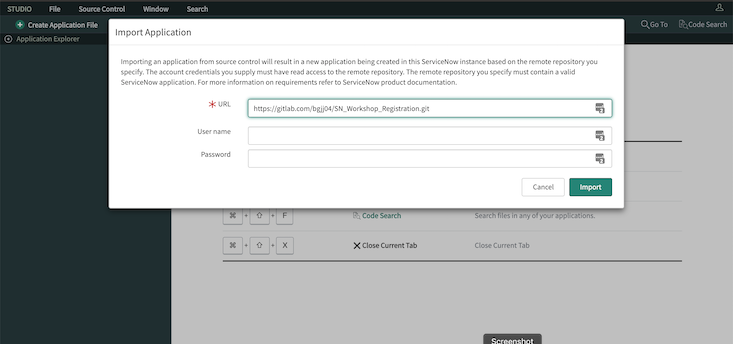 STUDIO File Source Control Window Search
Create Application File Go To Code Search
Application Explorer
Import Application
Importing an application from source control will result in a new application being created in this ServiceNow instance based on the remote repository you
specify. The account credentials you supply must have read access to the remote repository. The remote repository you specify must contain a valid
ServiceNow application. For more information on requirements refer to ServiceNow product documentation.
URL https://gitlab.com/bgjj04/SN_Workshop_Registration.git
User name
Password
Cancel Import
⌘ + ⇧ + F Code Search Search files in any of your applications.
⌘ + ⇧ + X Close Current Tab Close Current Tab
Screenshot